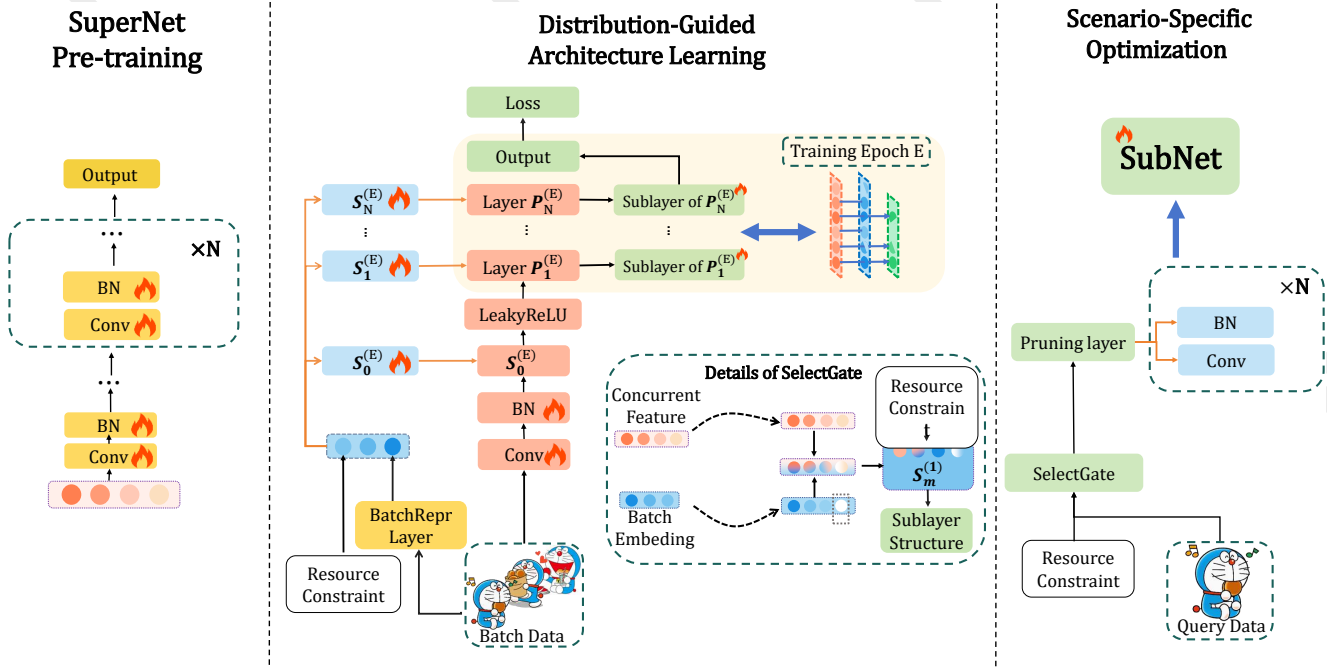 SuperNet
Pre-training
Output
...
×N
BN
Conv
...
BN
Conv
Distribution-Guided
Architecture Learning
Loss
Output
Training Epoch E
S_N^(E)
Layer P_N^(E)
Sublayer of P_N^(E)
...
...
...
S_1^(E)
Layer P_1^(E)
Sublayer of P_1^(E)
LeakyReLU
S_0^(E)
S_0^(E)
BN
Conv
BatchRepr
Layer
Resource
Constraint
Batch Data
Details of SelectGate
Concurrent
Feature
Batch
Embeding
Resource
Constrain
t
S_m^(1)
Sublayer
Structure
Scenario-Specific
Optimization
SubNet
×N
BN
Conv
Pruning layer
SelectGate
Resource
Constraint
Query Data